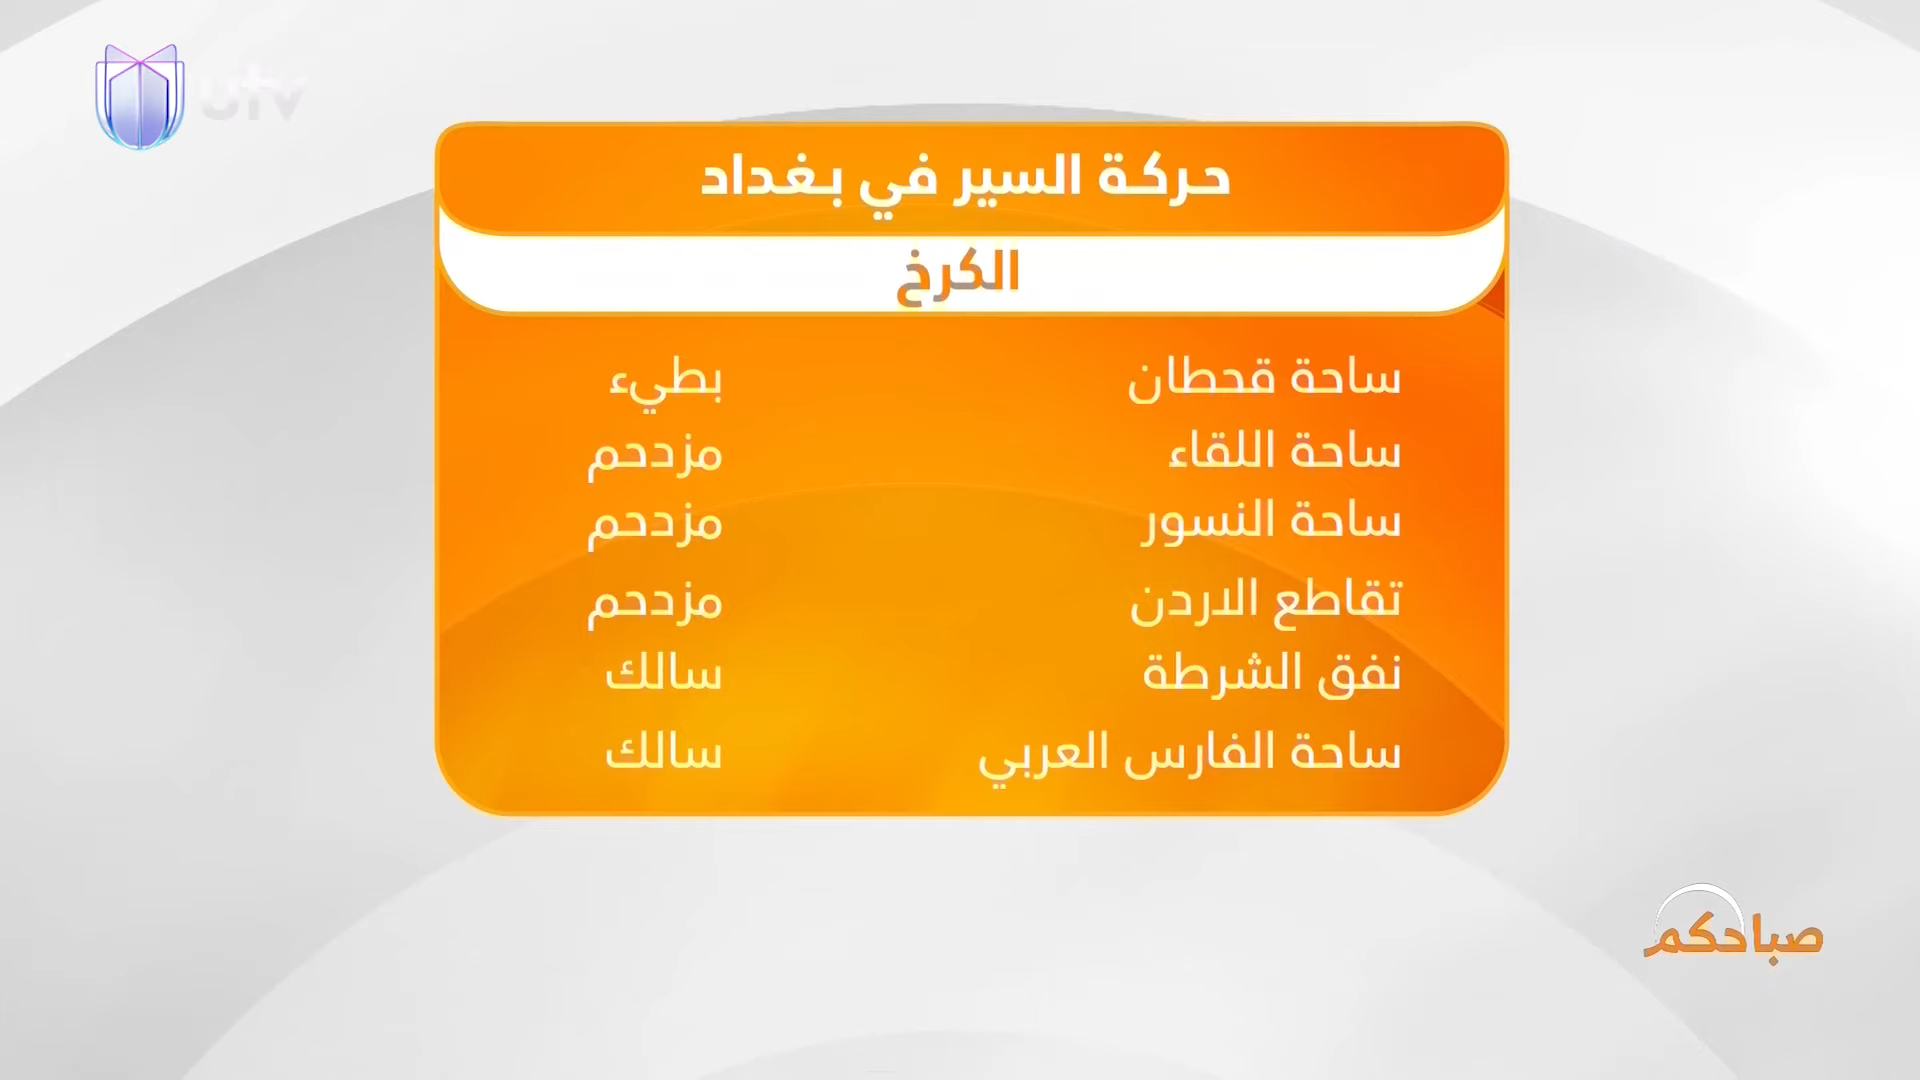 utv
حركة السير في بغداد
الكرخ
ساحة قحطان بطيء
ساحة اللقاء مزدحم
ساحة النسور مزدحم
تقاطع الاردن مزدحم
نفق الشرطة سالك
ساحة الفارس العربي سالك
صباحكم